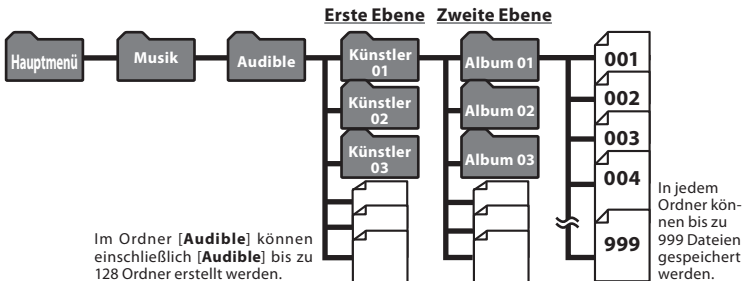 Erste Ebene Zweite Ebene
Hauptmenü
Musik
Audible
Künstler
01
Künstler
02
Künstler
03
Album 01
Album 02
Album 03
001
002
003
004
999
Im Ordner [Audible] können
einschließlich [Audible] bis zu
128 Ordner erstellt werden.
In jedem
Ordner kön-
nen bis zu
999 Dateien
gespeichert
werden.